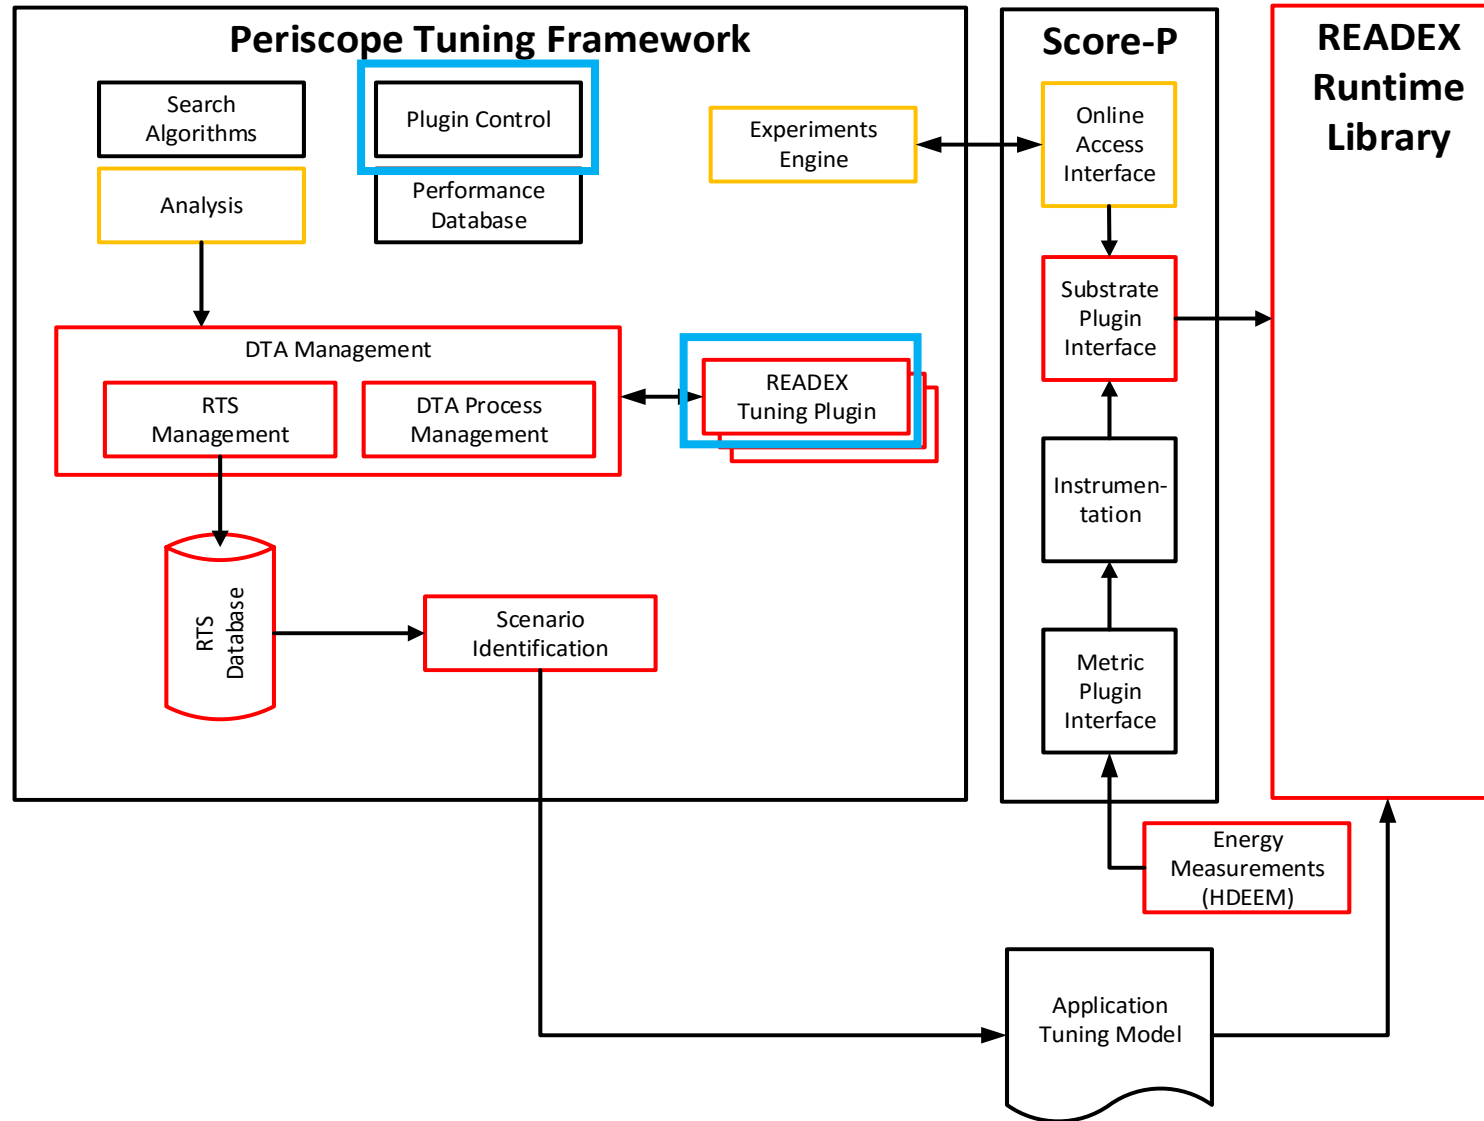 Periscope Tuning Framework
Search
Algorithms
Plugin Control
Analysis
Performance
Database
Experiments
Engine
DTA Management
RTS
Management
DTA Process
Management
READEX
Tuning Plugin
RTS
Database
Scenario
Identification
Score-P
Online
Access
Interface
Substrate
Plugin
Interface
Instrumen-
tation
Metric
Plugin
Interface
Energy
Measurements
(HDEEM)
READEX
Runtime
Library
Application
Tuning Model